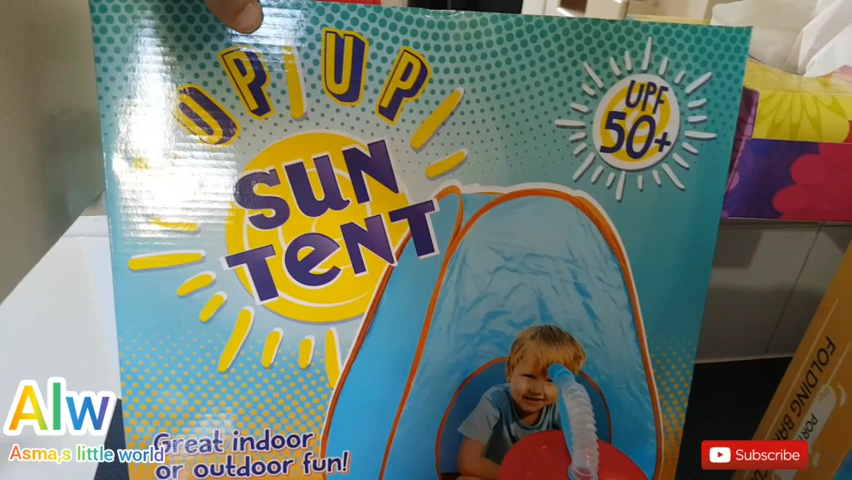 POP UP
SUN
TENT
UPF
50+
Great indoor
or outdoor fun!
Alw
Asma,s little world
Subscribe
FOLDING